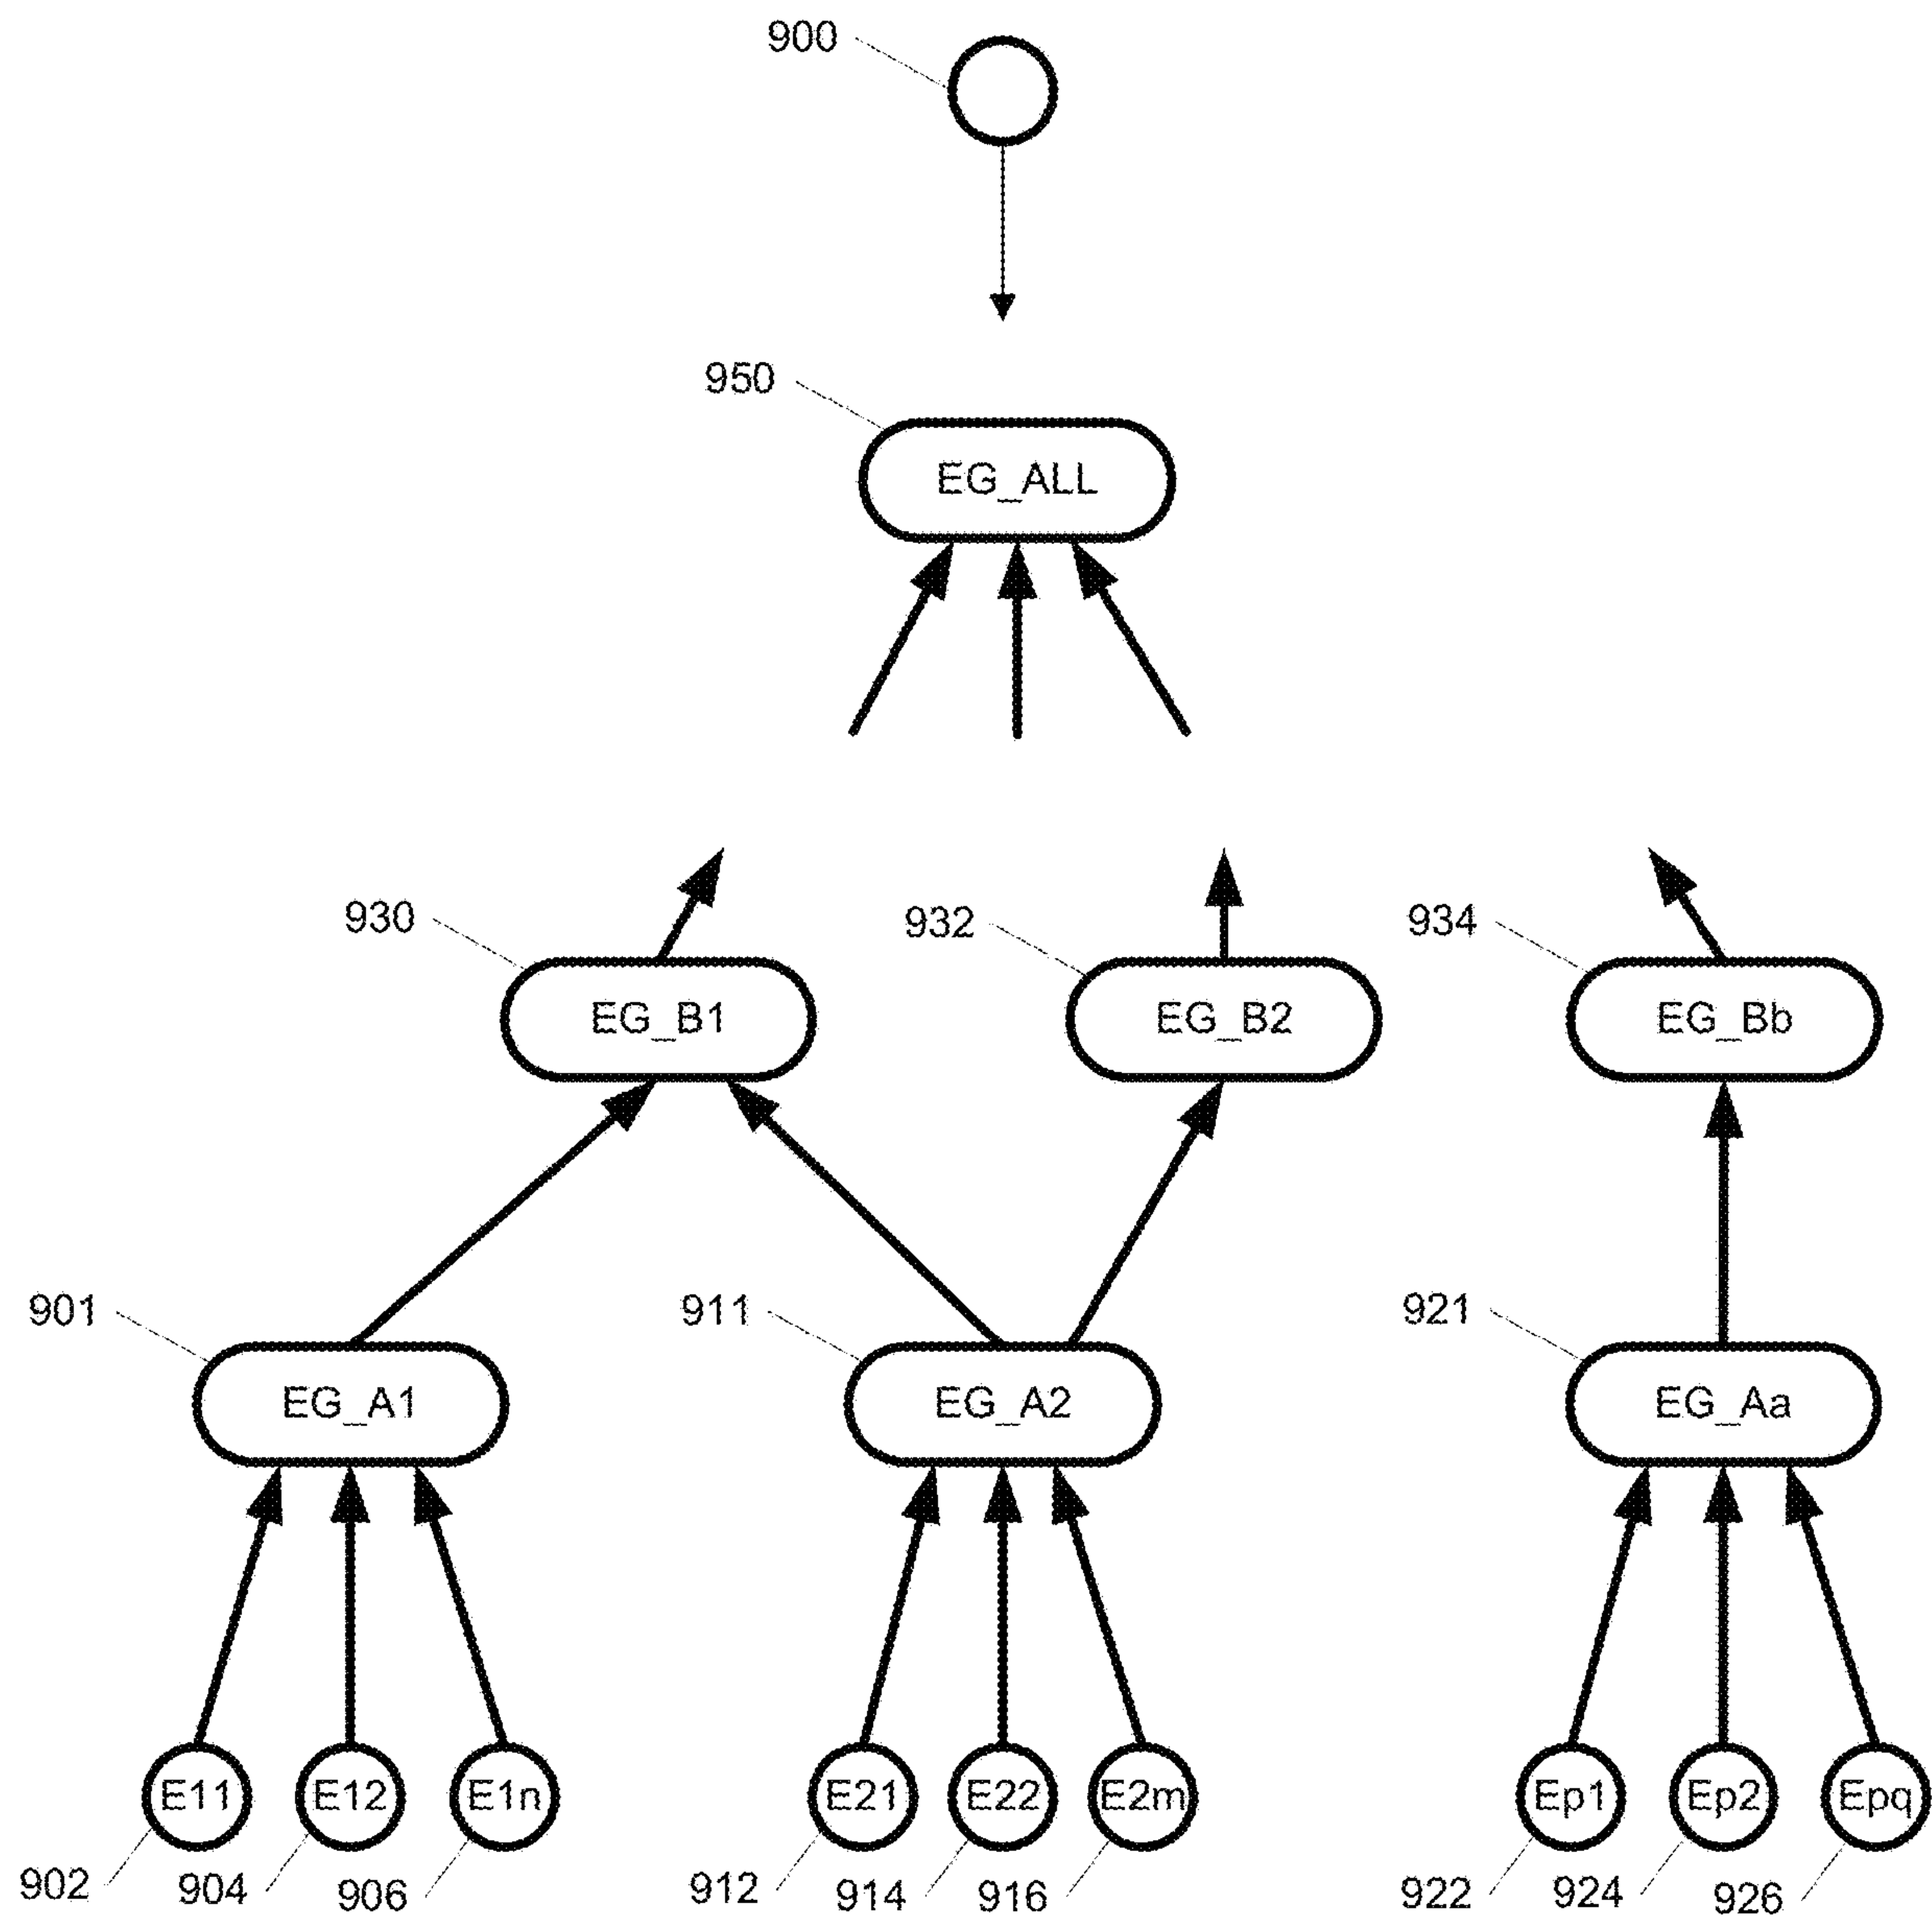 900
950
EG_ALL
930
932
934
EG_B1
EG_B2
EG_Bb
901
911
921
EG_A1
EG_A2
EG_Aa
E11
E12
E1n
E21
E22
E2m
Ep1
Ep2
Epq
902
904
906
912
914
916
922
924
926